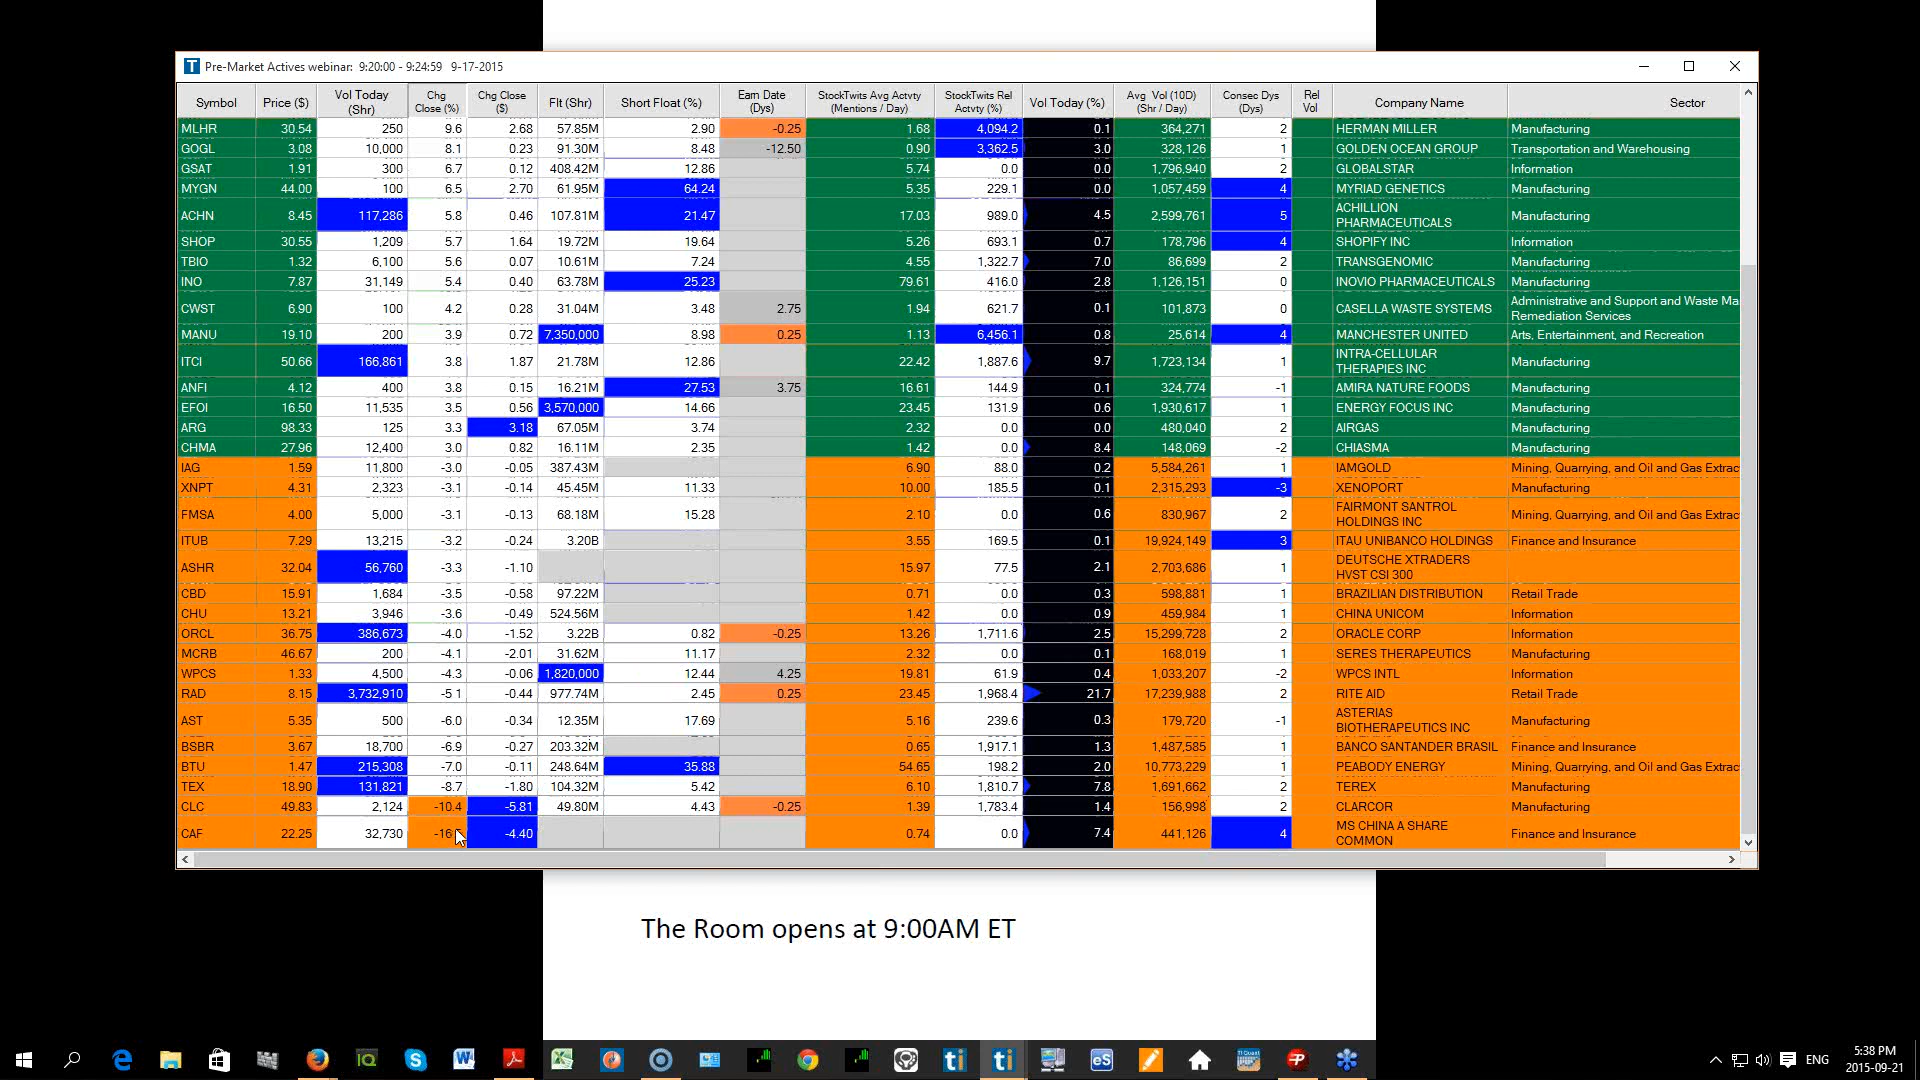 Pre-Market Actives webinar: 9:20:00 - 9:24:59 9-17-2015
Symbol Price ($) Vol Today (Shr) Chg Close (%) Chg Close ($) Flt (Shr) Short Float (%) Earn Date (Dys) StockTwits Avg Actvty (Mentions / Day) StockTwits Rel Actvty (%) Vol Today (%) Avg Vol (10D) (Shr / Day) Consec Dys (Dys) Rel Vol Company Name Sector
MLHR 30.54 250 9.6 2.68 57.85M 2.90 -0.25 1.68 4,094.2 0.1 364,271 2 HERMAN MILLER Manufacturing
GOGL 3.08 10,000 8.1 0.23 91.30M 8.48 -12.50 0.90 3,362.5 3.0 328,126 1 GOLDEN OCEAN GROUP Transportation and Warehousing
GSAT 1.91 300 6.7 0.12 408.42M 12.86 5.74 0.0 0.0 1,796,940 2 GLOBALSTAR Information
MYGN 44.00 100 6.5 2.70 61.95M 64.24 5.35 229.1 0.0 1,057,459 4 MYRIAD GENETICS Manufacturing
ACHN 8.45 117,286 5.8 0.46 107.81M 21.47 17.03 989.0 4.5 2,599,761 5 ACHILLION PHARMACEUTICALS Manufacturing
SHOP 30.55 1,209 5.7 1.64 19.72M 19.64 5.26 693.1 0.7 178,796 4 SHOPIFY INC Information
TBIO 1.32 6,100 5.6 0.07 10.61M 7.24 4.55 1,322.7 7.0 86,699 2 TRANSGENOMIC Manufacturing
INO 7.87 31,149 5.4 0.40 63.78M 25.23 79.61 416.0 2.8 1,126,151 0 INOVIO PHARMACEUTICALS Manufacturing
CWST 6.90 100 4.2 0.28 31.04M 3.48 2.75 1.94 621.7 0.1 101,873 0 CASELLA WASTE SYSTEMS Administrative and Support and Waste Ma Remediation Services
MANU 19.10 200 3.9 0.72 7,350,000 8.98 0.25 1.13 6,456.1 0.8 25,614 4 MANCHESTER UNITED Arts, Entertainment, and Recreation
ITCI 50.66 166,861 3.8 1.87 21.78M 12.86 22.42 1,887.6 9.7 1,723,134 1 INTRA-CELLULAR THERAPIES INC Manufacturing
ANFI 4.12 400 3.8 0.15 16.21M 27.53 3.75 16.61 144.9 0.1 324,774 -1 AMIRA NATURE FOODS Manufacturing
EFOI 16.50 11,535 3.5 0.56 3,570,000 14.66 23.45 131.9 0.6 1,930,617 1 ENERGY FOCUS INC Manufacturing
ARG 98.33 125 3.3 3.18 67.05M 3.74 2.32 0.0 0.0 480,040 2 AIRGAS Manufacturing
CHMA 27.96 12,400 3.0 0.82 16.11M 2.35 1.42 0.0 8.4 148,069 -2 CHIASMA Manufacturing
IAG 1.59 11,800 -3.0 -0.05 387.43M 6.90 88.0 0.2 5,584,261 1 IAMGOLD Mining, Quarrying, and Oil and Gas Extrac
XNPT 4.31 2,323 -3.1 -0.14 45.45M 11.33 10.00 185.5 0.1 2,315,293 -3 XENOPORT Manufacturing
FMSA 4.00 5,000 -3.1 -0.13 68.18M 15.28 2.10 0.0 0.6 830,967 2 FAIRMONT SANTROL HOLDINGS INC Mining, Quarrying, and Oil and Gas Extrac
ITUB 7.29 13,215 -3.2 -0.24 3.20B 3.55 169.5 0.1 19,924,149 3 ITAU UNIBANCO HOLDINGS Finance and Insurance
ASHR 32.04 56,760 -3.3 -1.10 15.97 77.5 2.1 2,703,686 1 DEUTSCHE XTRADERS HVST CSI 300
CBD 15.91 1,684 -3.5 -0.58 97.22M 0.71 0.0 0.3 598,881 1 BRAZILIAN DISTRIBUTION Retail Trade
CHU 13.21 3,946 -3.6 -0.49 524.56M 1.42 0.0 0.9 459,984 1 CHINA UNICOM Information
ORCL 36.75 386,673 -4.0 -1.52 3.22B 0.82 -0.25 13.26 1,711.6 2.5 15,299,728 2 ORACLE CORP Information
MCRB 46.67 200 -4.1 -2.01 31.62M 11.17 2.32 0.0 0.1 168,019 1 SERES THERAPEUTICS Manufacturing
WPCS 1.33 4,500 -4.3 -0.06 1,820,000 12.44 4.25 19.81 61.9 0.4 1,033,207 -2 WPCS INTL Information
RAD 8.15 3,732,910 -5.1 -0.44 977.74M 2.45 0.25 23.45 1,968.4 21.7 17,239,988 2 RITE AID Retail Trade
AST 5.35 500 -6.0 -0.34 12.35M 17.69 5.16 239.6 0.3 179,720 -1 ASTERIAS BIOTHERAPEUTICS INC Manufacturing
BSBR 3.67 18,700 -6.9 -0.27 203.32M 0.65 1,917.1 1.3 1,487,585 1 BANCO SANTANDER BRASIL Finance and Insurance
BTU 1.47 215,308 -7.0 -0.11 248.64M 35.88 54.65 198.2 2.0 10,773,229 1 PEABODY ENERGY Mining, Quarrying, and Oil and Gas Extrac
TEX 18.90 131,821 -8.7 -1.80 104.32M 5.42 6.10 1,810.7 7.8 1,691,662 2 TEREX Manufacturing
CLC 49.83 2,124 -10.4 -5.81 49.80M 4.43 -0.25 1.39 1,783.4 1.4 156,998 2 CLARCOR Manufacturing
CAF 22.25 32,730 -16 -4.40 0.74 0.0 7.4 441,126 4 MS CHINA A SHARE COMMON Finance and Insurance
The Room opens at 9:00AM ET
ENG
5:38 PM
2015-09-21